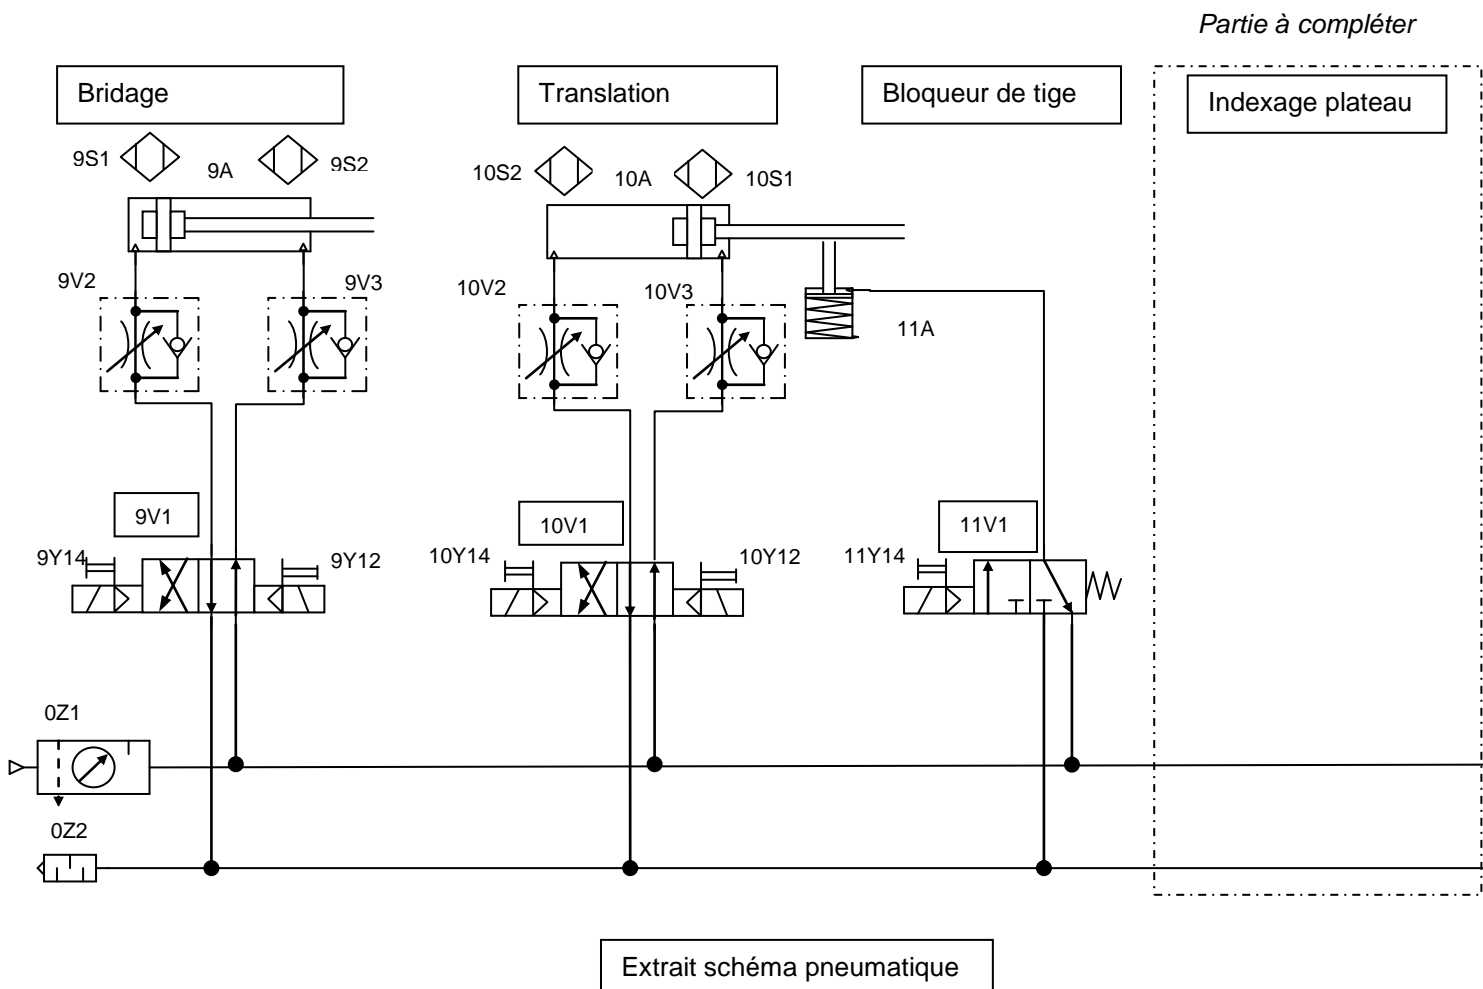 Partie à compléter
Bridage
Translation
Bloqueur de tige
Indexage plateau
9S1
9A
9S2
10S2
10A
10S1
9V2
9V3
10V2
10V3
11A
9V1
10V1
11V1
9Y14
9Y12
10Y14
10Y12
11Y14
0Z1
0Z2
Extrait schéma pneumatique